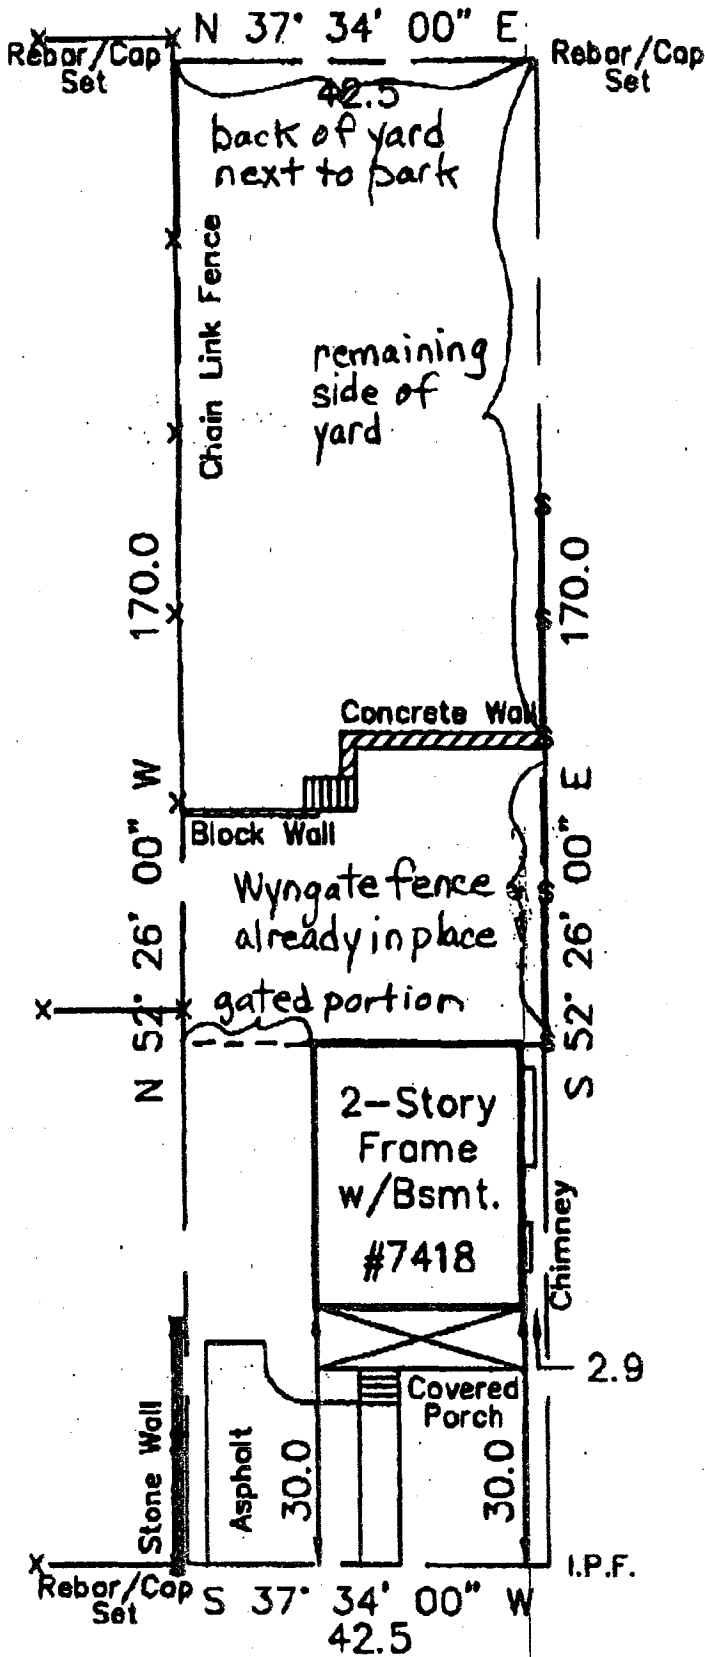 N 37° 34' 00" E
Rebar/Cap
Set
Rebar/Cap
Set
42.5
back of yard
next to park
Chain Link Fence
remaining
side of
yard
170.0
170.0
Concrete Wall
Block Wall
N 52° 26' 00" W
S 52° 26' 00" E
Wyngate fence
already in place
gated portion
2-Story
Frame
w/Bsmt.
#7418
Chimney
2.9
Covered
Porch
Stone Wall
Asphalt
30.0
30.0
I.P.F.
Rebar/Cap
Set
S 37° 34' 00" W
42.5